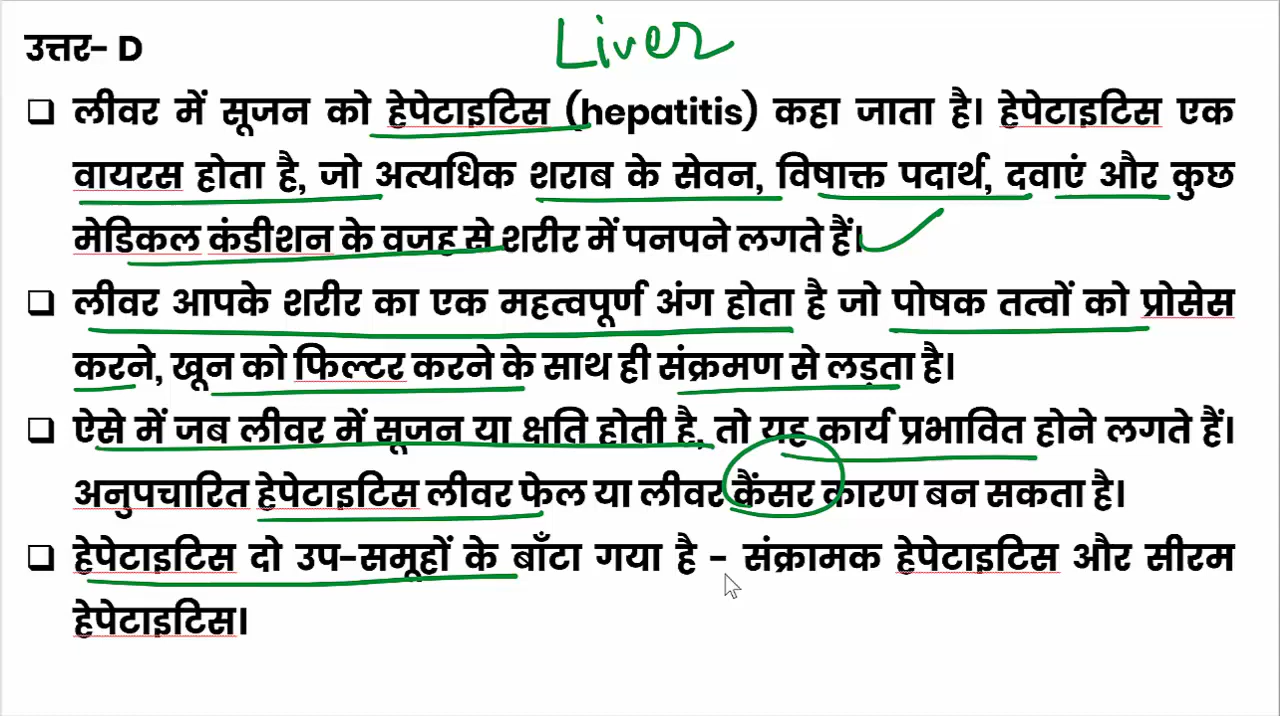 Liver
उत्तर- D
❑ लीवर में सूजन को हेपेटाइटिस (hepatitis) कहा जाता है। हेपेटाइटिस एक
वायरस होता है, जो अत्यधिक शराब के सेवन, विषाक्त पदार्थ, दवाएं और कुछ
मेडिकल कंडीशन के वजह से शरीर में पनपने लगते हैं।
❑ लीवर आपके शरीर का एक महत्वपूर्ण अंग होता है जो पोषक तत्वों को प्रोसेस
करने, खून को फिल्टर करने के साथ ही संक्रमण से लड़ता है।
❑ ऐसे में जब लीवर में सूजन या क्षति होती है, तो यह कार्य प्रभावित होने लगते हैं।
अनुपचारित हेपेटाइटिस लीवर फेल या लीवर कैंसर कारण बन सकता है।
❑ हेपेटाइटिस दो उप-समूहों के बाँटा गया है - संक्रामक हेपेटाइटिस और सीरम
हेपेटाइटिस।